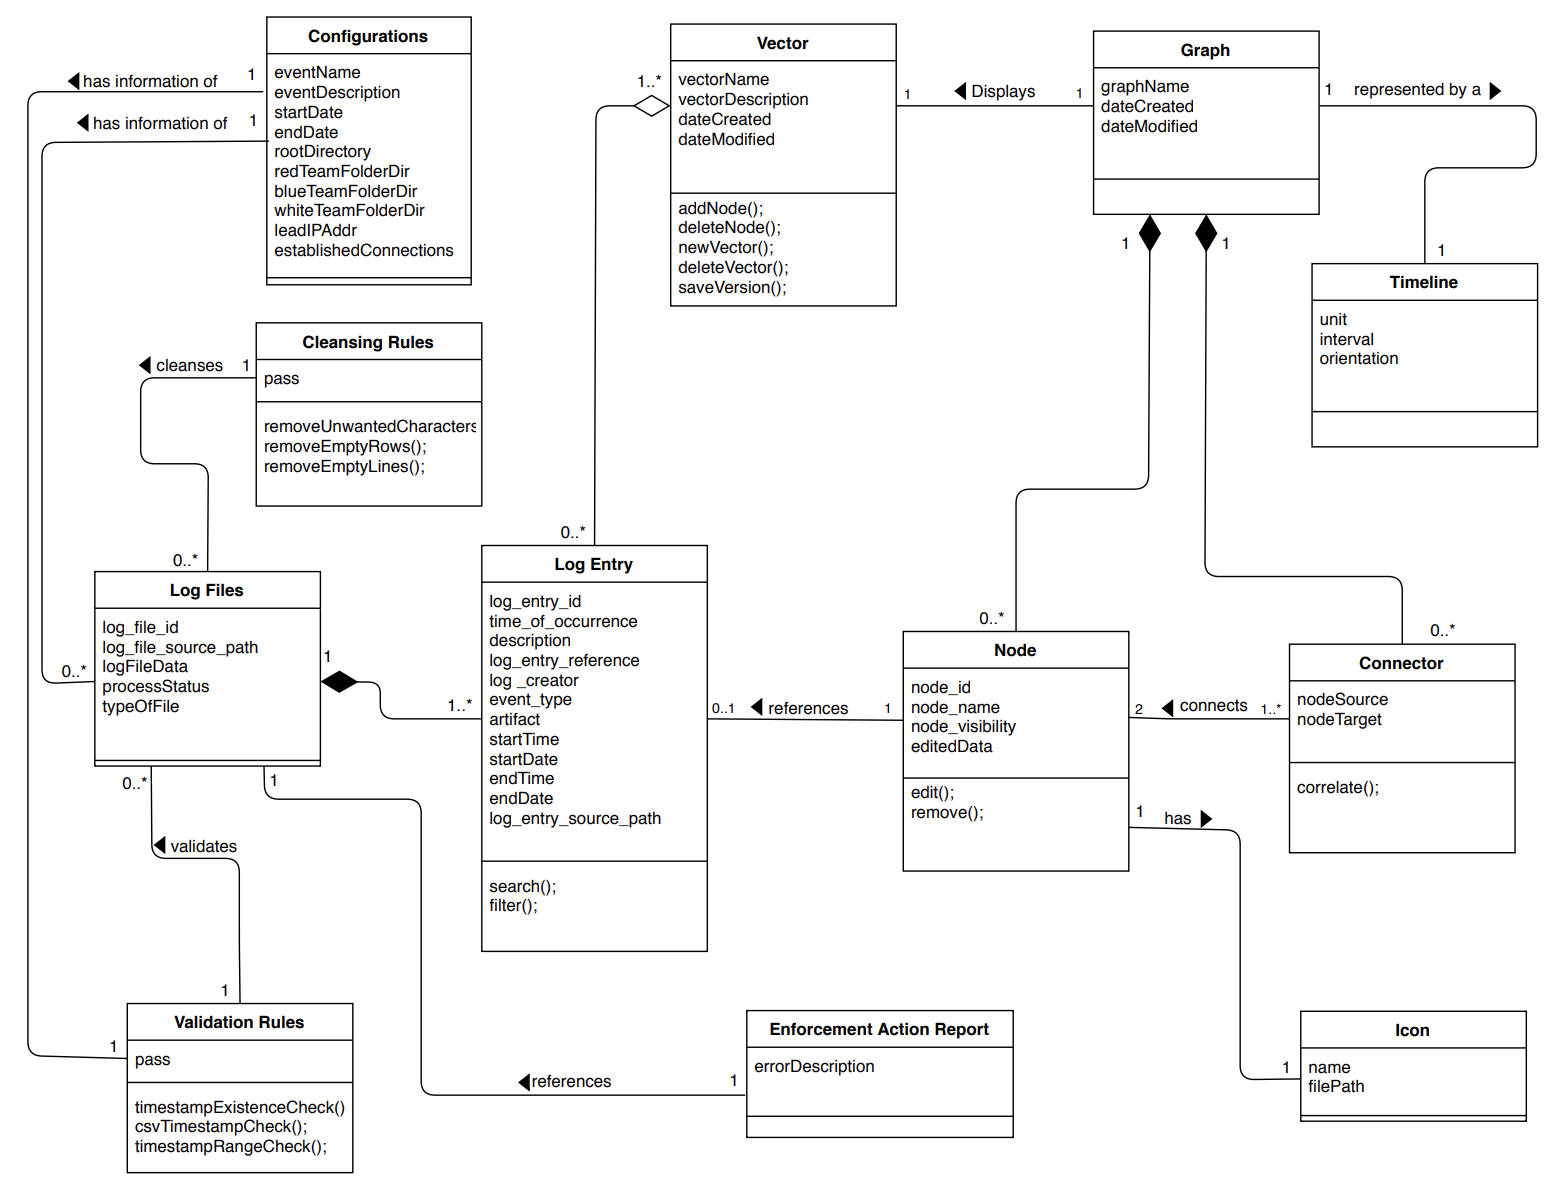 Configurations
eventName
eventDescription
startDate
endDate
rootDirectory
redTeamFolderDir
blueTeamFolderDir
whiteTeamFolderDir
leadIPAddr
establishedConnections
has information of
1
has information of
1
Vector
vectorName
vectorDescription
dateCreated
dateModified
addNode();
deleteNode();
newVector();
deleteVector();
saveVersion();
1..*
1
Displays
1
Graph
graphName
dateCreated
dateModified
1
represented by a
1
1
1
Timeline
unit
interval
orientation
Cleansing Rules
pass
removeUnwantedCharacters
removeEmptyRows();
removeEmptyLines();
cleanses
1
0..*
Log Files
log_file_id
log_file_source_path
logFileData
processStatus
typeOfFile
0..*
1
1..*
0..*
Log Entry
log_entry_id
time_of_occurrence
description
log_entry_reference
log _creator
event_type
artifact
startTime
startDate
endTime
endDate
log_entry_source_path
search();
filter();
0..1
references
1
0..*
Node
node_id
node_name
node_visibility
editedData
edit();
remove();
2
connects
1..*
0..*
Connector
nodeSource
nodeTarget
correlate();
1
has
1
Icon
name
filePath
0..*
1
validates
1
1
Validation Rules
pass
timestampExistenceCheck()
csvTimestampCheck();
timestampRangeCheck();
references
1
Enforcement Action Report
errorDescription